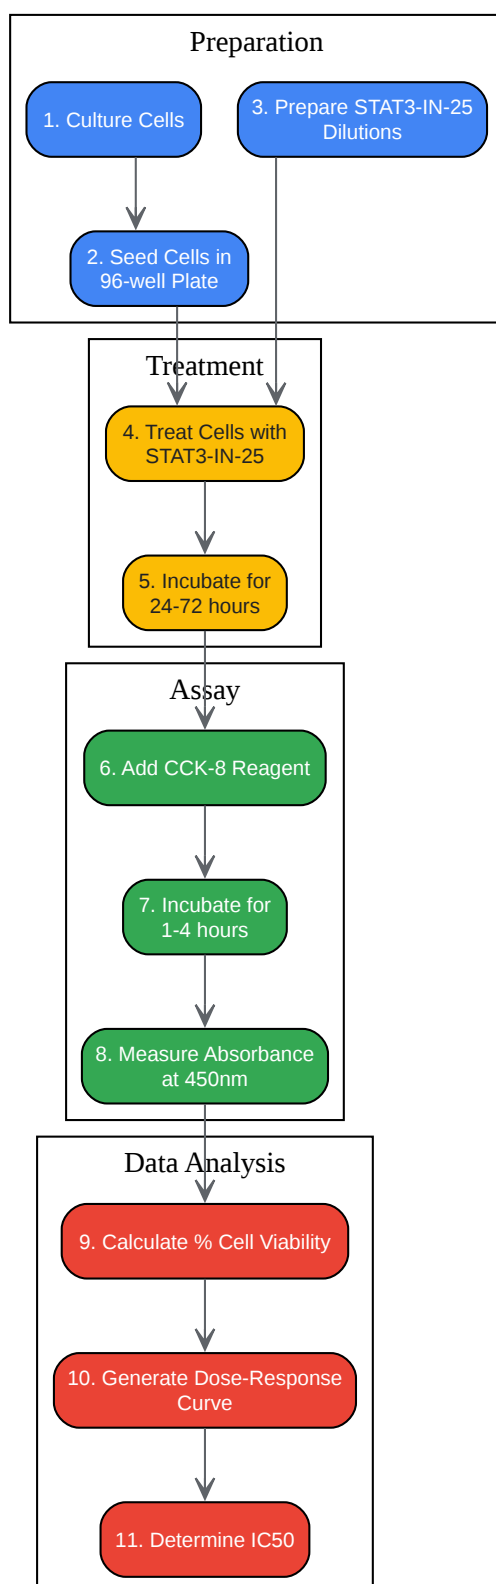 Preparation
1. Culture Cells
3. Prepare STAT3-IN-25
Dilutions
2. Seed Cells in
96-well Plate
Treatment
4. Treat Cells with
STAT3-IN-25
5. Incubate for
24-72 hours
Assay
6. Add CCK-8 Reagent
7. Incubate for
1-4 hours
8. Measure Absorbance
at 450nm
Data Analysis
9. Calculate % Cell Viability
10. Generate Dose-Response
Curve
11. Determine IC50